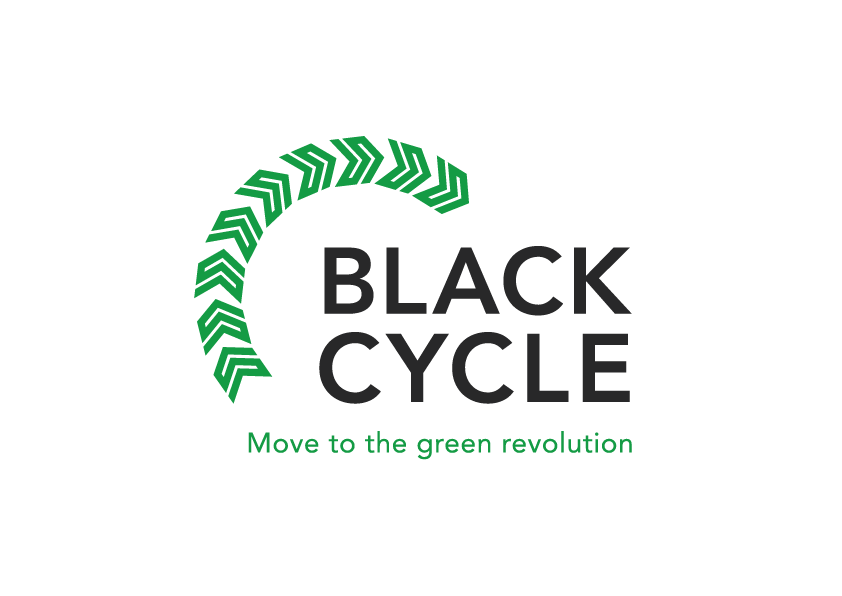 BLACK
CYCLE
Move to the green revolution